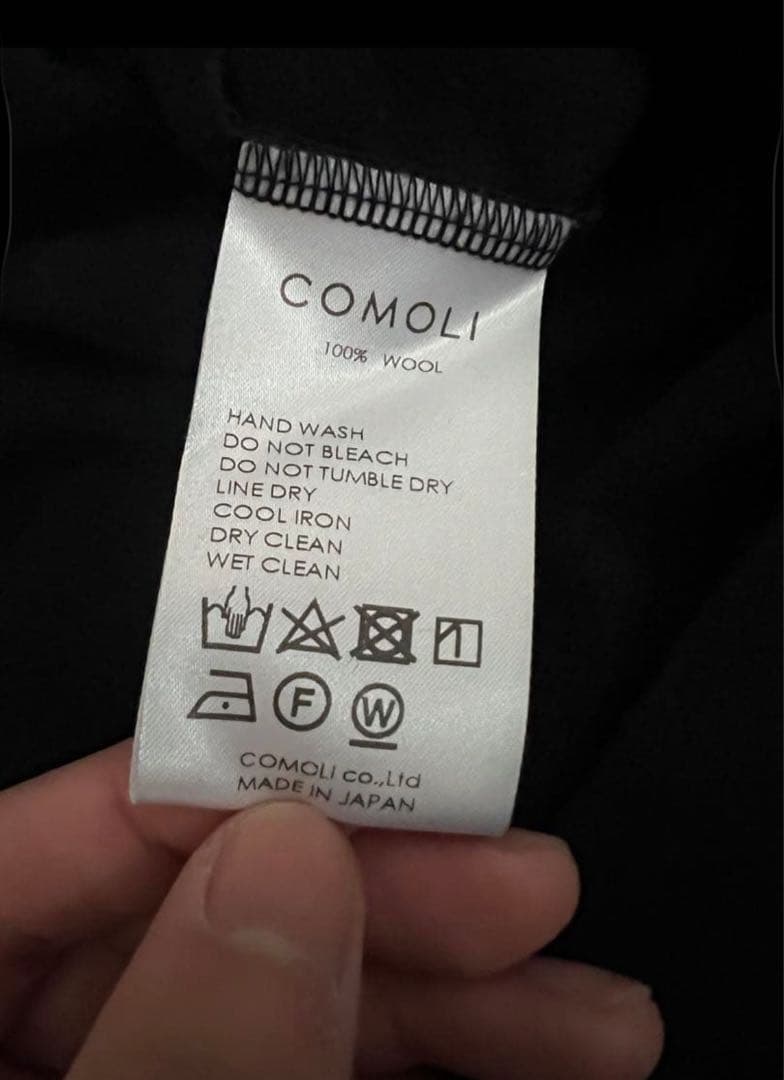 COMOLI
100% WOOL
HAND WASH
DO NOT BLEACH
DO NOT TUMBLE DRY
LINE DRY
COOL IRON
DRY CLEAN
WET CLEAN
F W
COMOLI co.,Ltd
MADE IN JAPAN